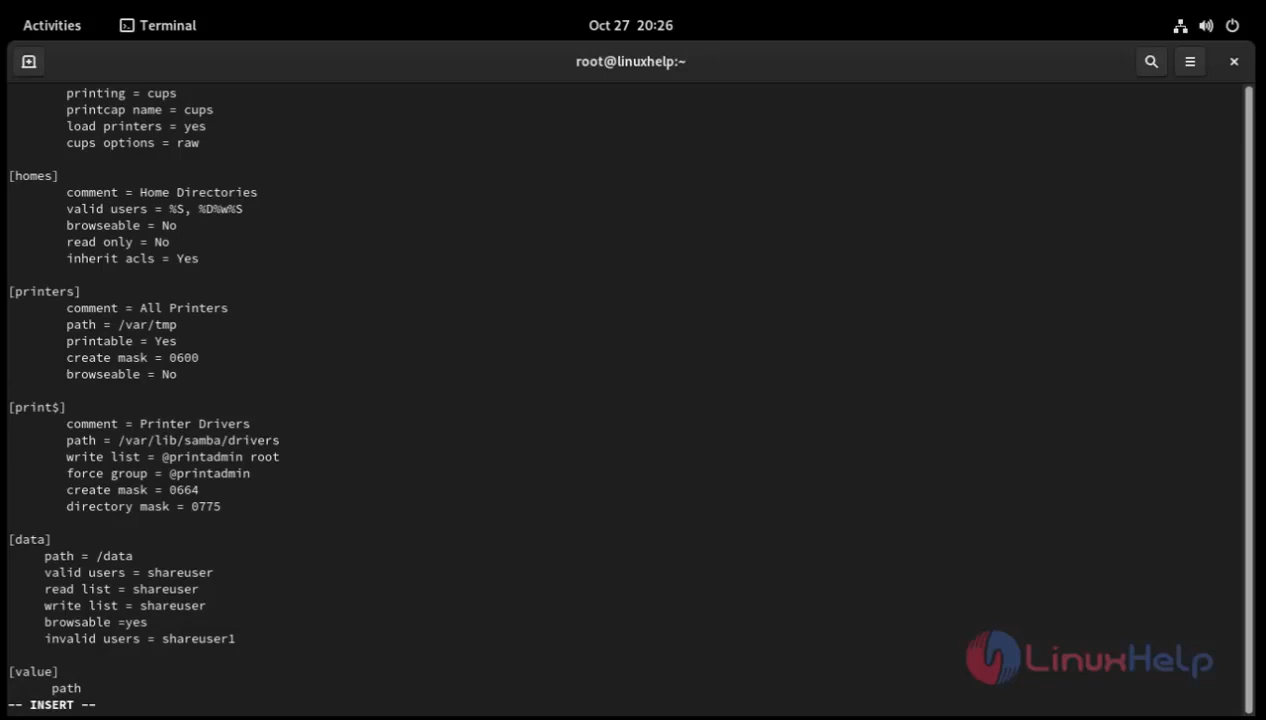 Activities Terminal Oct 27 20:26
root@linuxhelp:~
printing = cups
printcap name = cups
load printers = yes
cups options = raw
[homes]
comment = Home Directories
valid users = %S, %D%w%S
browseable = No
read only = No
inherit acls = Yes
[printers]
comment = All Printers
path = /var/tmp
printable = Yes
create mask = 0600
browseable = No
[print$]
comment = Printer Drivers
path = /var/lib/samba/drivers
write list = @printadmin root
force group = @printadmin
create mask = 0664
directory mask = 0775
[data]
path = /data
valid users = shareuser
read list = shareuser
write list = shareuser
browsable =yes
invalid users = shareuser1
[value]
path
-- INSERT --
LinuxHelp